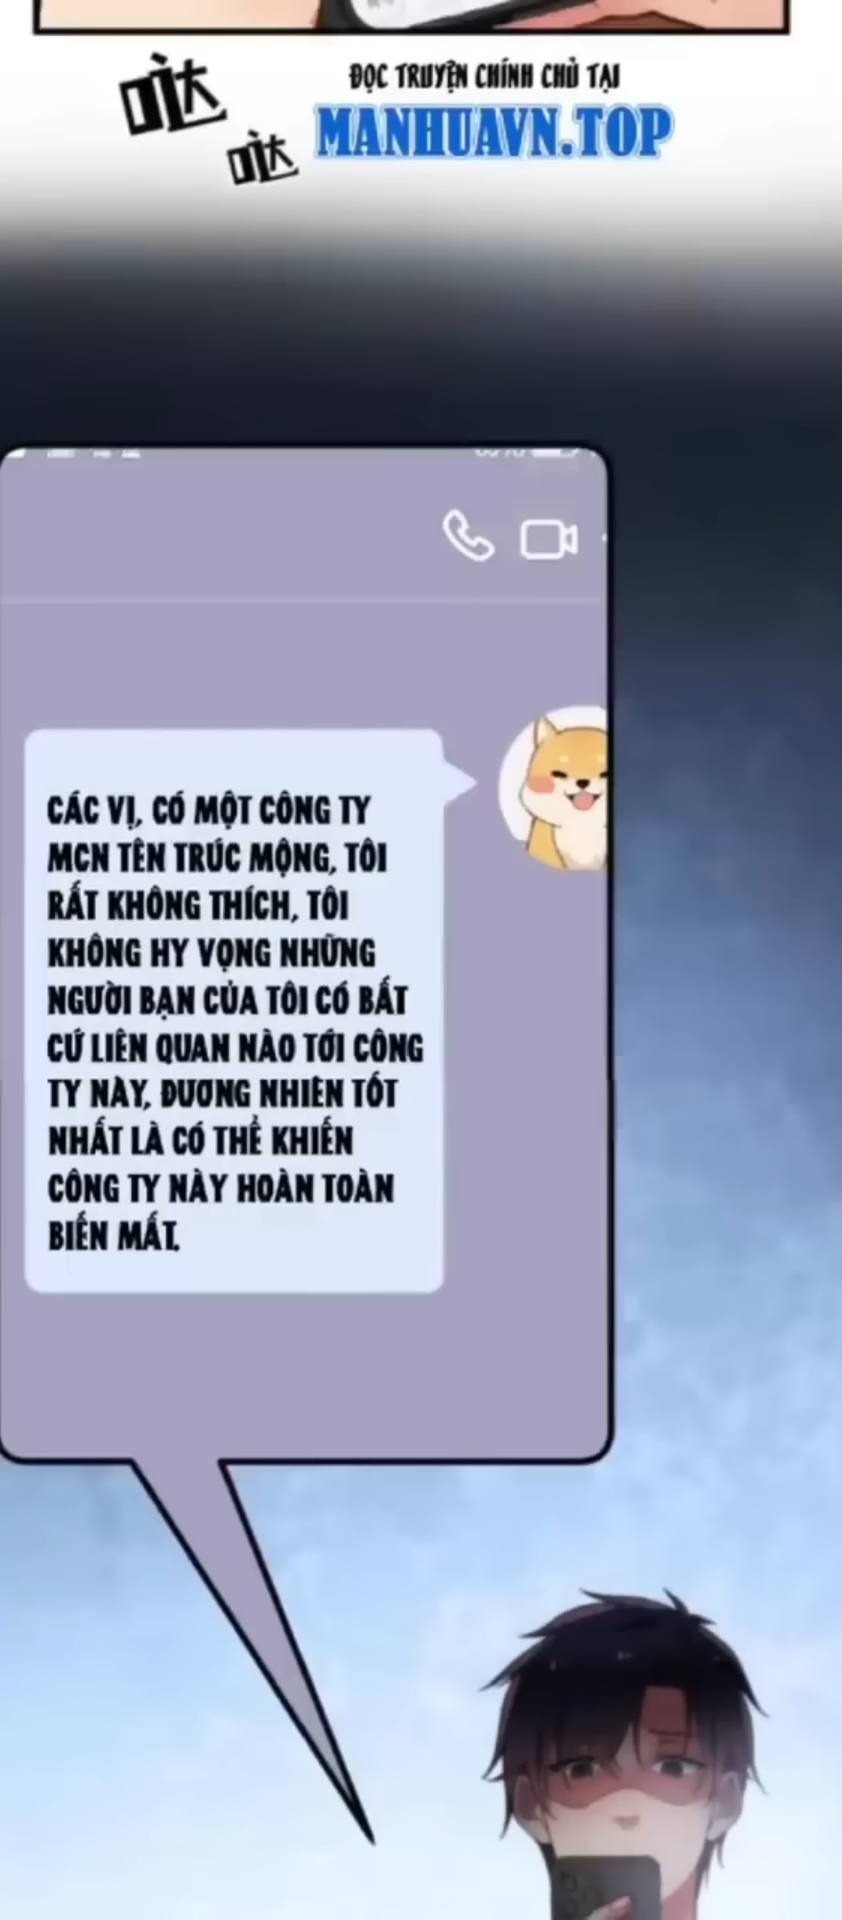 哒
哒
ĐỌC TRUYỆN CHÍNH CHỦ TẠI
MANHUAVN.TOP
CÁC VỊ, CÓ MỘT CÔNG TY
MCN TÊN TRÚC MỘNG, TÔI
RẤT KHÔNG THÍCH, TÔI
KHÔNG HY VỌNG NHỮNG
NGƯỜI BẠN CỦA TÔI CÓ BẤT
CỨ LIÊN QUAN NÀO TỚI CÔNG
TY NÀY, ĐƯƠNG NHIÊN TỐT
NHẤT LÀ CÓ THỂ KHIẾN
CÔNG TY NÀY HOÀN TOÀN
BIẾN MẤT.